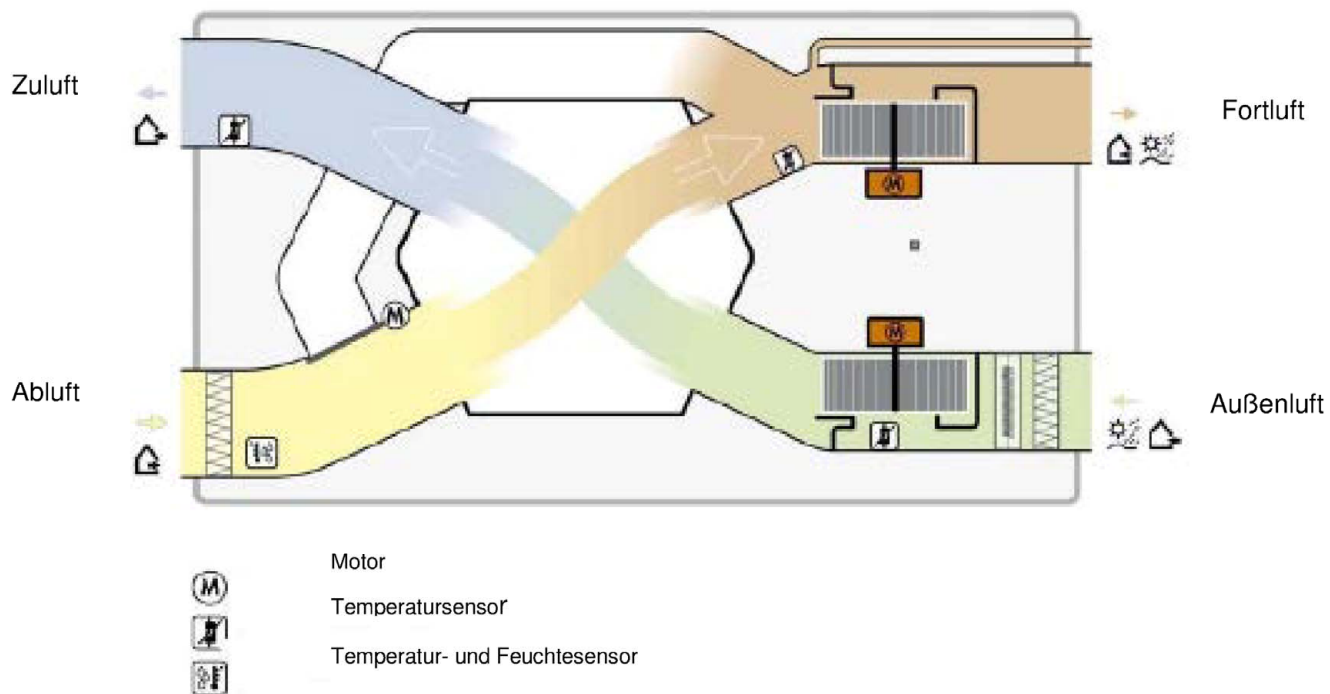 Zuluft
Fortluft
M
M
M
Abluft
Außenluft
M
Motor
Temperatursensor
Temperatur- und Feuchtesensor